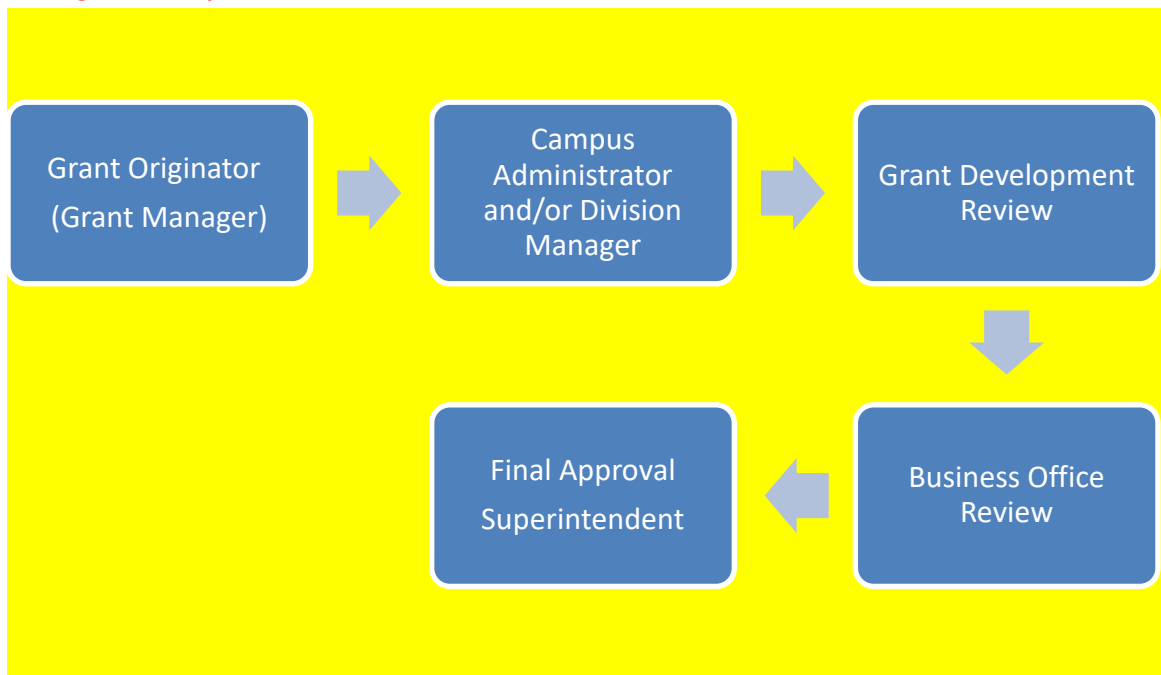 Grant Originator
(Grant Manager)
Campus
Administrator
and/or Division
Manager
Grant Development
Review
Business Office
Review
Final Approval
Superintendent